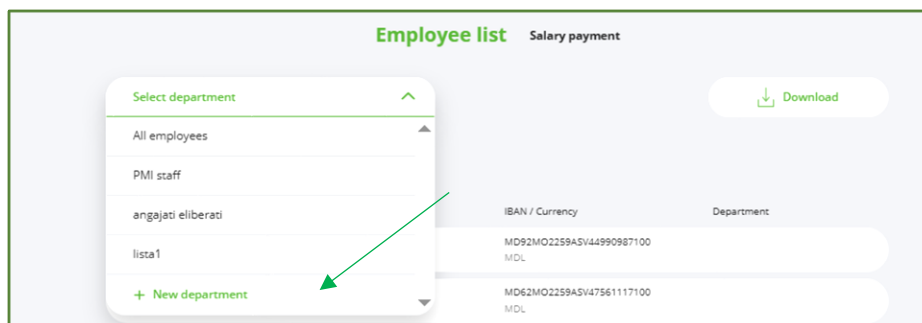 Employee list Salary payment
Select department
Download
All employees
PMI staff
angajati eliberati
lista1
+ New department
IBAN / Currency Department
MD92MO2259ASV44990987100
MDL
MD62MO2259ASV47561117100
MDL